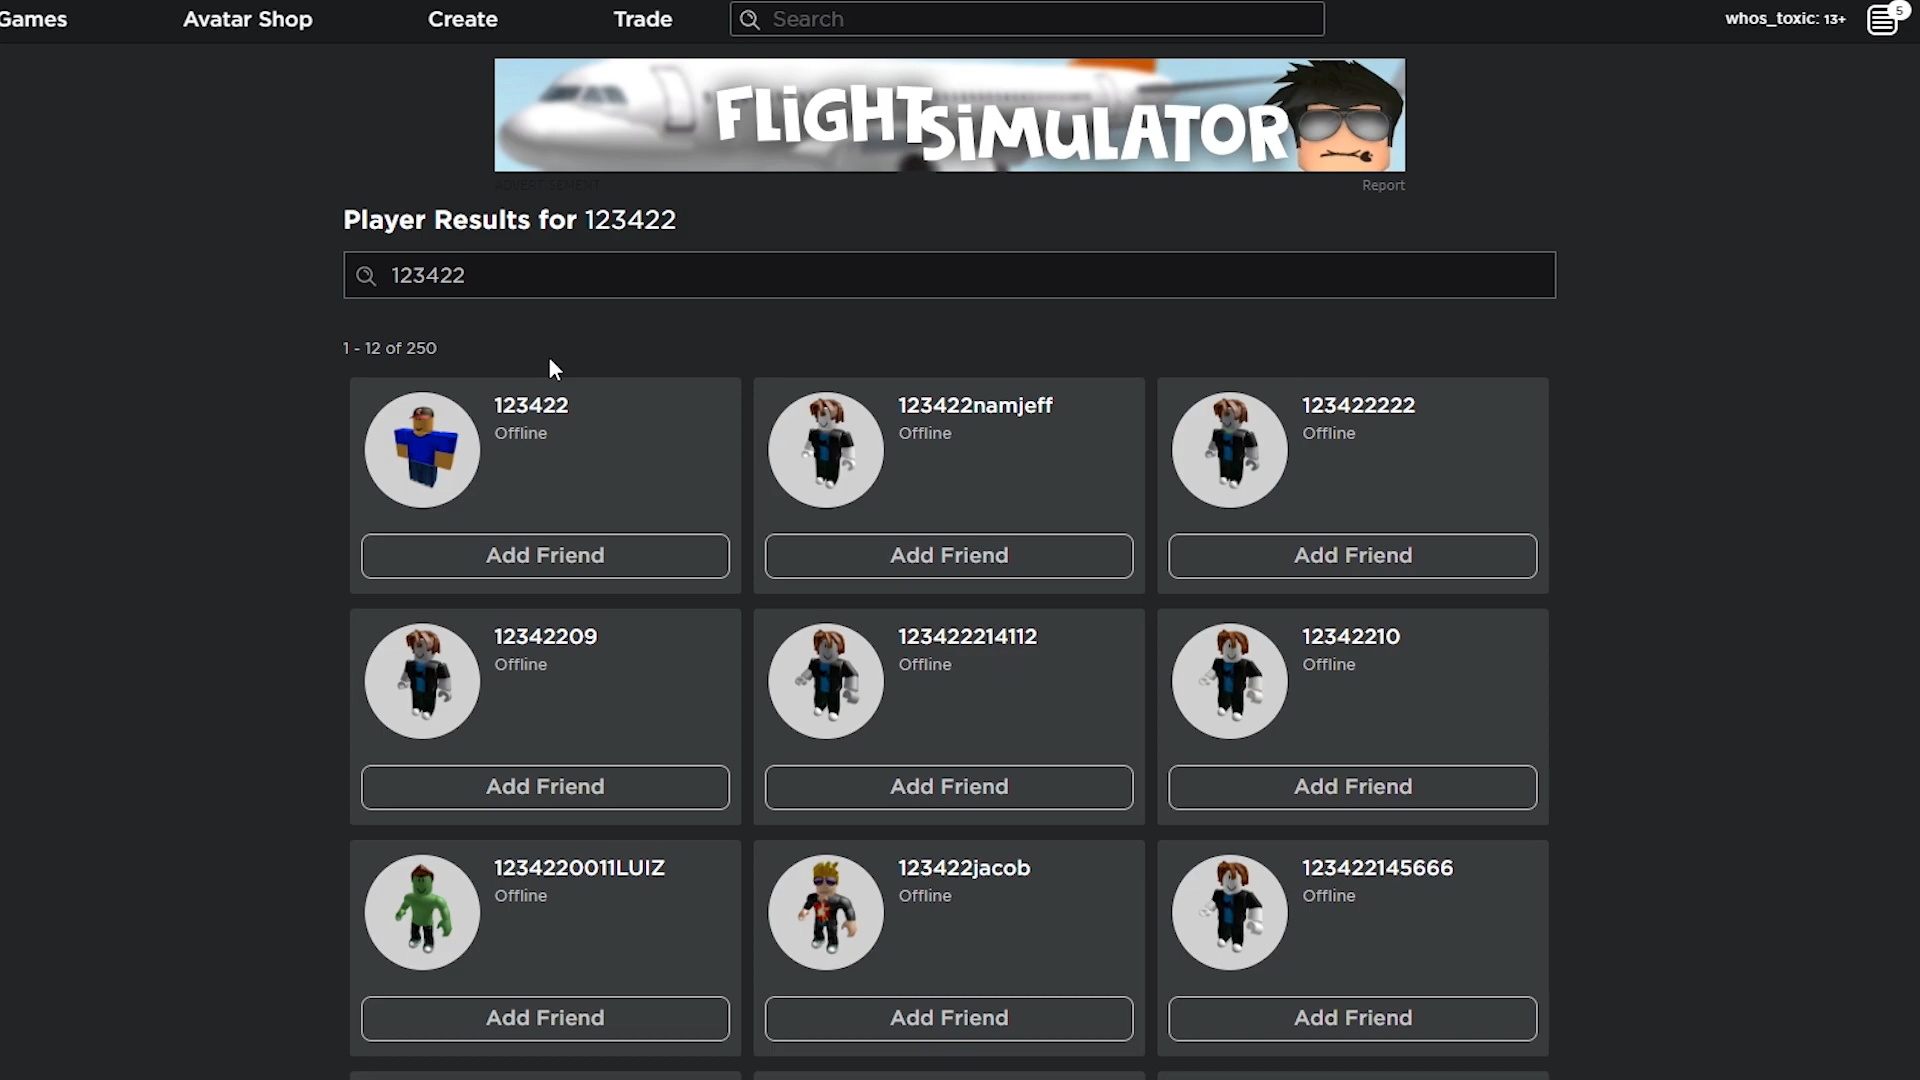 Games Avatar Shop Create Trade Search whos_toxic: 13+ 5
FLIGHT SIMULATOR
ADVERTISEMENT Report
Player Results for 123422
123422
1 - 12 of 250
123422 123422namjeff 123422222
Offline Offline Offline
Add Friend Add Friend Add Friend
12342209 123422214112 12342210
Offline Offline Offline
Add Friend Add Friend Add Friend
1234220011LUIZ 123422jacob 123422145666
Offline Offline Offline
Add Friend Add Friend Add Friend